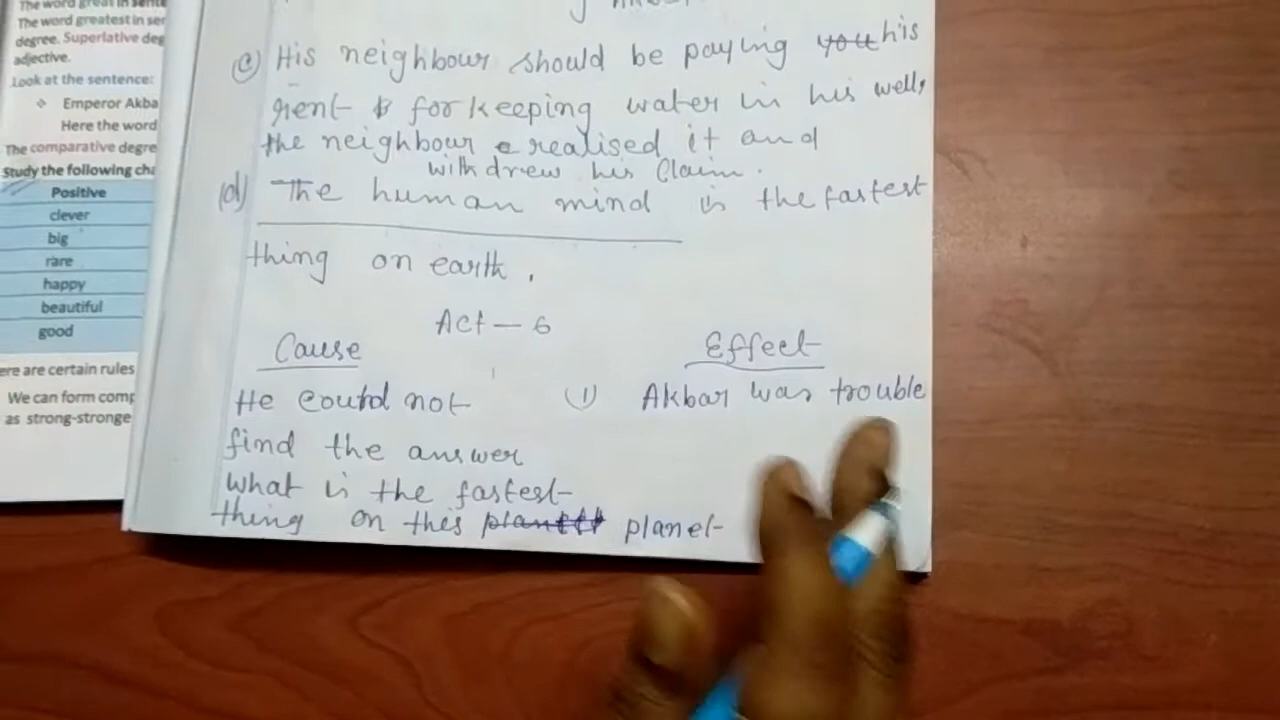 The word great in sente
The word greatest in ser
degree. Superlative deg
adjective.
Look at the sentence:
Emperor Akba
Here the word
The comparative degre
Study the following cha
Positive
clever
big
rare
happy
beautiful
good
ere are certain rules
We can form comp
as strong-stronge
(c) His neighbour should be paying you his
rent for keeping water in his well,
the neighbour realised it and
withdrew his claim.
(d) The human mind is the fastest
thing on earth.
Act - 6
Cause
Effect
He could not
(1) Akbar was trouble
find the answer
what is the fastest
thing on this planet planet